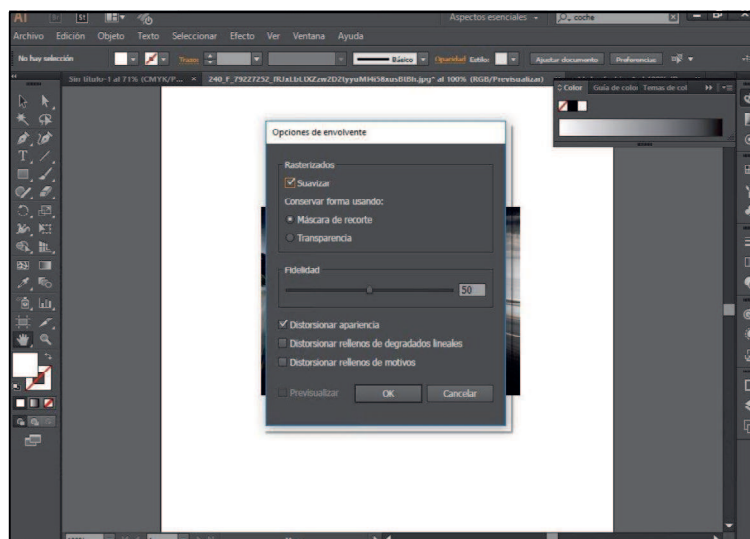 Ai St Aspectos esenciales coche
Archivo Edición Objeto Texto Seleccionar Efecto Ver Ventana Ayuda
No hay selección Trazo: Básico Opacidad Estilo: Ajustar documento Preferencias
Sin título-1 al 71% (CMYK/P... × al 100% (RGB/Previsualizar)
Color Guía de color Temas de col
Opciones de envolvente
Rasterizados
Suavizar
Conservar forma usando:
Máscara de recorte
Transparencia
Fidelidad
50
Distorsionar apariencia
Distorsionar rellenos de degradados lineales
Distorsionar rellenos de motivos
Previsualizar OK Cancelar